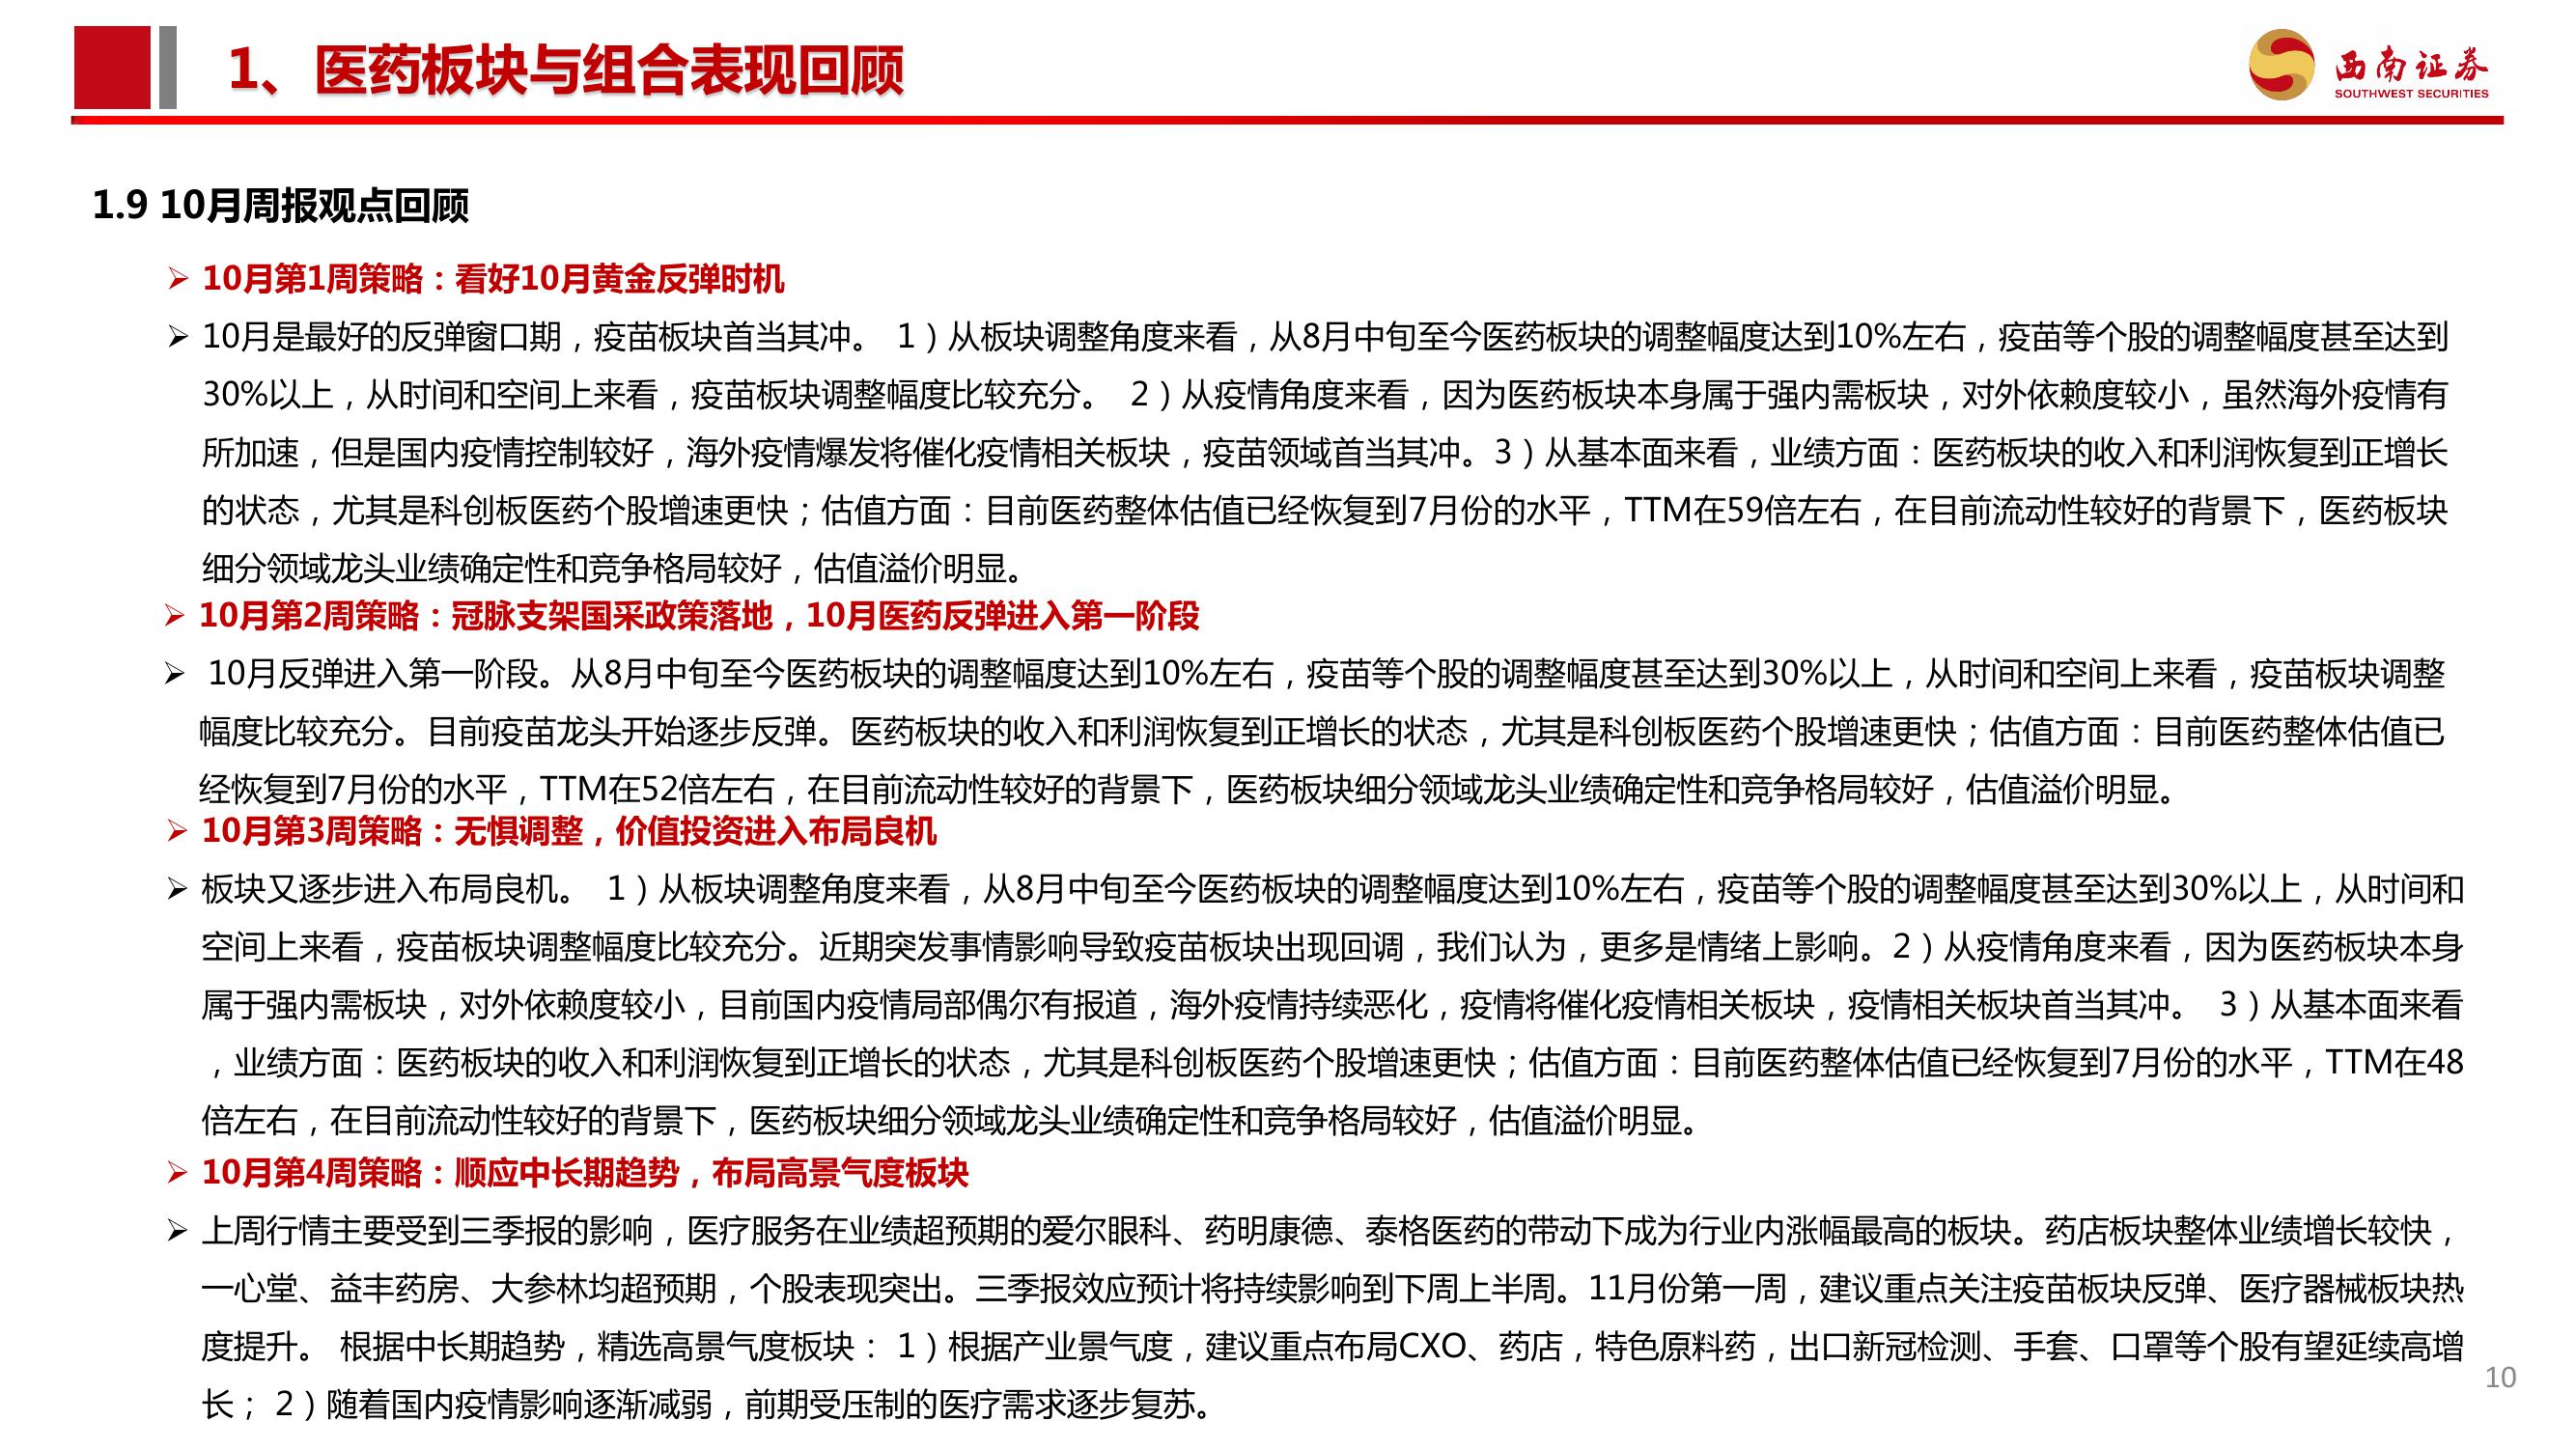 1、医药板块与组合表现回顾
西南证券
SOUTHWEST SECURITIES
1.9 10月周报观点回顾
➢ 10月第1周策略：看好10月黄金反弹时机
➢ 10月是最好的反弹窗口期，疫苗板块首当其冲。 1）从板块调整角度来看，从8月中旬至今医药板块的调整幅度达到10%左右，疫苗等个股的调整幅度甚至达到
30%以上，从时间和空间上来看，疫苗板块调整幅度比较充分。 2）从疫情角度来看，因为医药板块本身属于强内需板块，对外依赖度较小，虽然海外疫情有
所加速，但是国内疫情控制较好，海外疫情爆发将催化疫情相关板块，疫苗领域首当其冲。3）从基本面来看，业绩方面：医药板块的收入和利润恢复到正增长
的状态，尤其是科创板医药个股增速更快；估值方面：目前医药整体估值已经恢复到7月份的水平，TTM在59倍左右，在目前流动性较好的背景下，医药板块
细分领域龙头业绩确定性和竞争格局较好，估值溢价明显。
➢ 10月第2周策略：冠脉支架国采政策落地，10月医药反弹进入第一阶段
➢ 10月反弹进入第一阶段。从8月中旬至今医药板块的调整幅度达到10%左右，疫苗等个股的调整幅度甚至达到30%以上，从时间和空间上来看，疫苗板块调整
幅度比较充分。目前疫苗龙头开始逐步反弹。医药板块的收入和利润恢复到正增长的状态，尤其是科创板医药个股增速更快；估值方面：目前医药整体估值已
经恢复到7月份的水平，TTM在52倍左右，在目前流动性较好的背景下，医药板块细分领域龙头业绩确定性和竞争格局较好，估值溢价明显。
➢ 10月第3周策略：无惧调整，价值投资进入布局良机
➢ 板块又逐步进入布局良机。 1）从板块调整角度来看，从8月中旬至今医药板块的调整幅度达到10%左右，疫苗等个股的调整幅度甚至达到30%以上，从时间和
空间上来看，疫苗板块调整幅度比较充分。近期突发事情影响导致疫苗板块出现回调，我们认为，更多是情绪上影响。2）从疫情角度来看，因为医药板块本身
属于强内需板块，对外依赖度较小，目前国内疫情局部偶尔有报道，海外疫情持续恶化，疫情将催化疫情相关板块，疫情相关板块首当其冲。 3）从基本面来看
，业绩方面：医药板块的收入和利润恢复到正增长的状态，尤其是科创板医药个股增速更快；估值方面：目前医药整体估值已经恢复到7月份的水平，TTM在48
倍左右，在目前流动性较好的背景下，医药板块细分领域龙头业绩确定性和竞争格局较好，估值溢价明显。
➢ 10月第4周策略：顺应中长期趋势，布局高景气度板块
➢ 上周行情主要受到三季报的影响，医疗服务在业绩超预期的爱尔眼科、药明康德、泰格医药的带动下成为行业内涨幅最高的板块。药店板块整体业绩增长较快，
一心堂、益丰药房、大参林均超预期，个股表现突出。三季报效应预计将持续影响到下周上半周。11月份第一周，建议重点关注疫苗板块反弹、医疗器械板块热
度提升。 根据中长期趋势，精选高景气度板块：1）根据产业景气度，建议重点布局CXO、药店，特色原料药，出口新冠检测、手套、口罩等个股有望延续高增
长；2）随着国内疫情影响逐渐减弱，前期受压制的医疗需求逐步复苏。
10